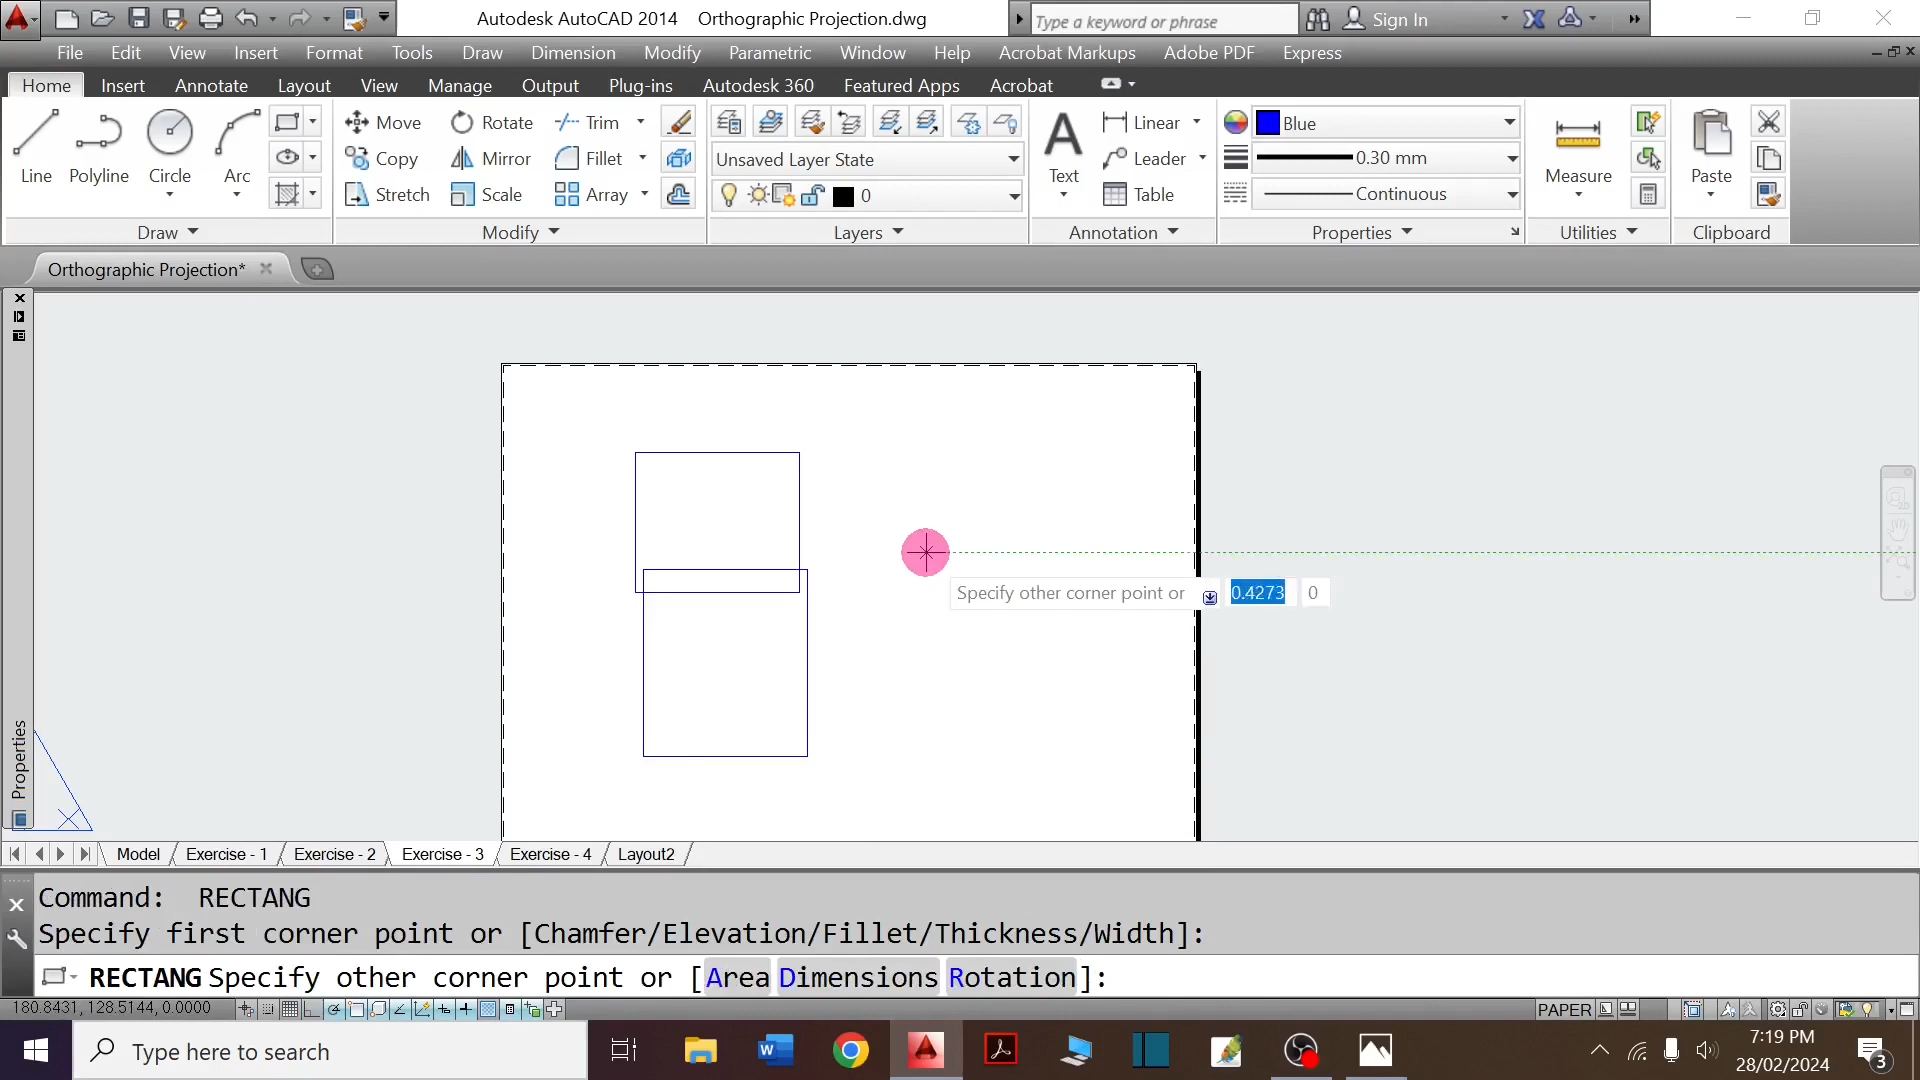 Autodesk AutoCAD 2014 Orthographic Projection.dwg
Type a keyword or phrase
Sign In
File Edit View Insert Format Tools Draw Dimension Modify Parametric Window Help Acrobat Markups Adobe PDF Express
Home Insert Annotate Layout View Manage Output Plug-ins Autodesk 360 Featured Apps Acrobat
Move Rotate Trim Linear Blue
Copy Mirror Fillet Unsaved Layer State Leader 0.30 mm
Line Polyline Circle Arc Text Measure Paste
Stretch Scale Array 0 Table Continuous
Draw Modify Layers Annotation Properties Utilities Clipboard
Orthographic Projection*
Specify other corner point or 0.4273 0
Properties
Model Exercise - 1 Exercise - 2 Exercise - 3 Exercise - 4 Layout2
Command: RECTANG
Specify first corner point or [Chamfer/Elevation/Fillet/Thickness/Width]:
RECTANG Specify other corner point or [Area Dimensions Rotation]:
180.8431, 128.5144, 0.0000 PAPER
Type here to search
7:19 PM
28/02/2024
3